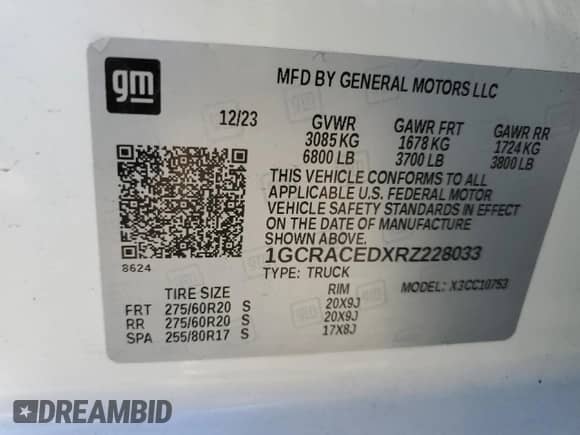 gm
MFD BY GENERAL MOTORS LLC
12/23 GVWR GAWR FRT GAWR RR
3085 KG 1678 KG 1724 KG
6800 LB 3700 LB 3800 LB
THIS VEHICLE CONFORMS TO ALL
APPLICABLE U.S. FEDERAL MOTOR
VEHICLE SAFETY STANDARDS IN EFFECT
ON THE DATE OF MANUFACTURE
SHOWN ABOVE.
8624
1GCRACEDXRZ228033
TYPE: TRUCK MODEL: X3CC10753
TIRE SIZE RIM
FRT 275/60R20 S 20X9J
RR 275/60R20 S 20X9J
SPA 255/80R17 S 17X8J
DREAMBID